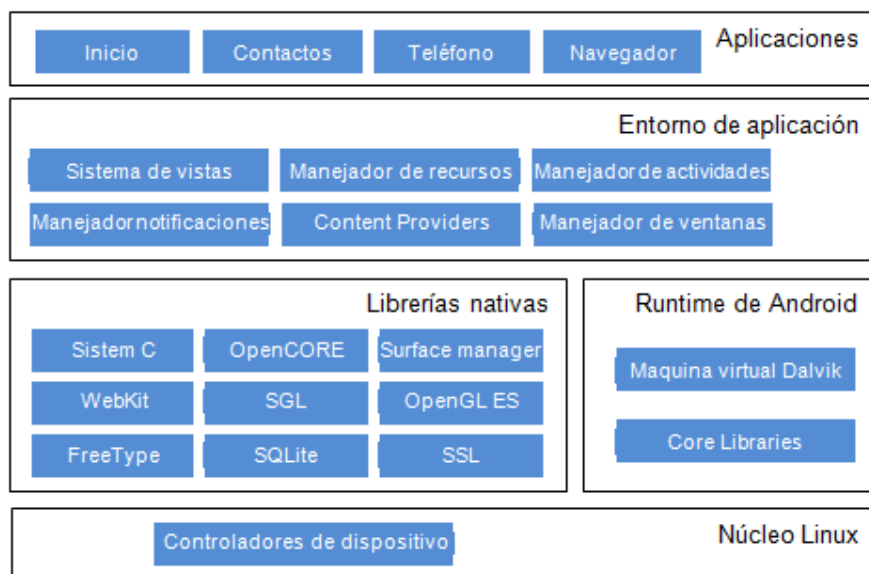 Aplicaciones
Inicio
Contactos
Teléfono
Navegador
Entorno de aplicación
Sistema de vistas
Manejador de recursos
Manejador de actividades
Manejador notificaciones
Content Providers
Manejador de ventanas
Librerías nativas
Sistem C
OpenCORE
Surface manager
WebKit
SGL
OpenGL ES
FreeType
SQLite
SSL
Runtime de Android
Maquina virtual Dalvik
Core Libraries
Núcleo Linux
Controladores de dispositivo